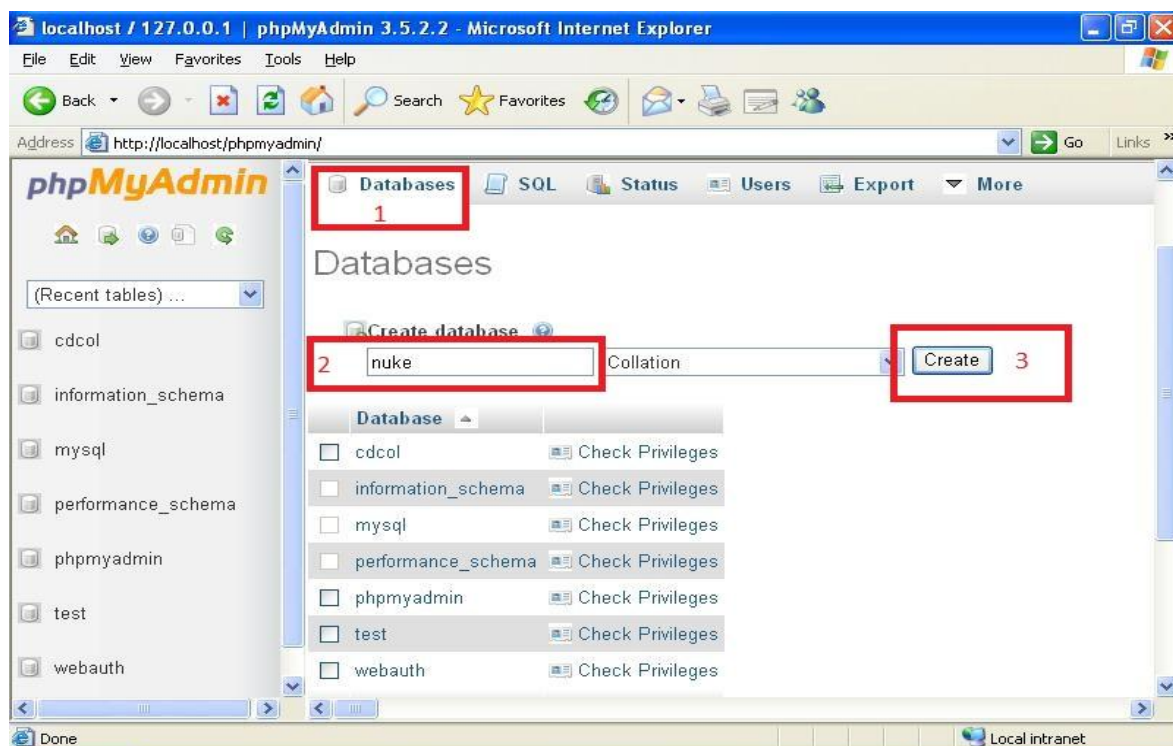 localhost / 127.0.0.1 | phpMyAdmin 3.5.2.2 - Microsoft Internet Explorer
File Edit View Favorites Tools Help
Back Search Favorites
Address http://localhost/phpmyadmin/ Go Links »
phpMyAdmin
(Recent tables) ...
cdcol
information_schema
mysql
performance_schema
phpmyadmin
test
webauth
Databases SQL Status Users Export More
1
Databases
Create database
2 nuke Collation Create 3
Database
cdcol Check Privileges
information_schema Check Privileges
mysql Check Privileges
performance_schema Check Privileges
phpmyadmin Check Privileges
test Check Privileges
webauth Check Privileges
Done Local intranet